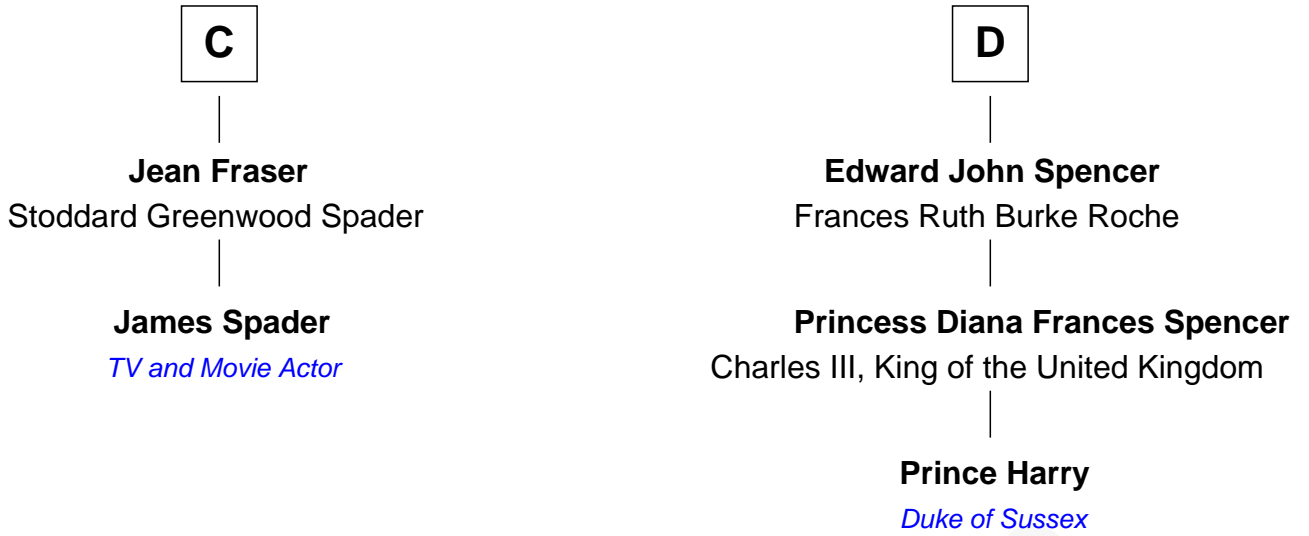 C
Jean Fraser
Stoddard Greenwood Spader
James Spader
TV and Movie Actor
D
Edward John Spencer
Frances Ruth Burke Roche
Princess Diana Frances Spencer
Charles III, King of the United Kingdom
Prince Harry
Duke of Sussex